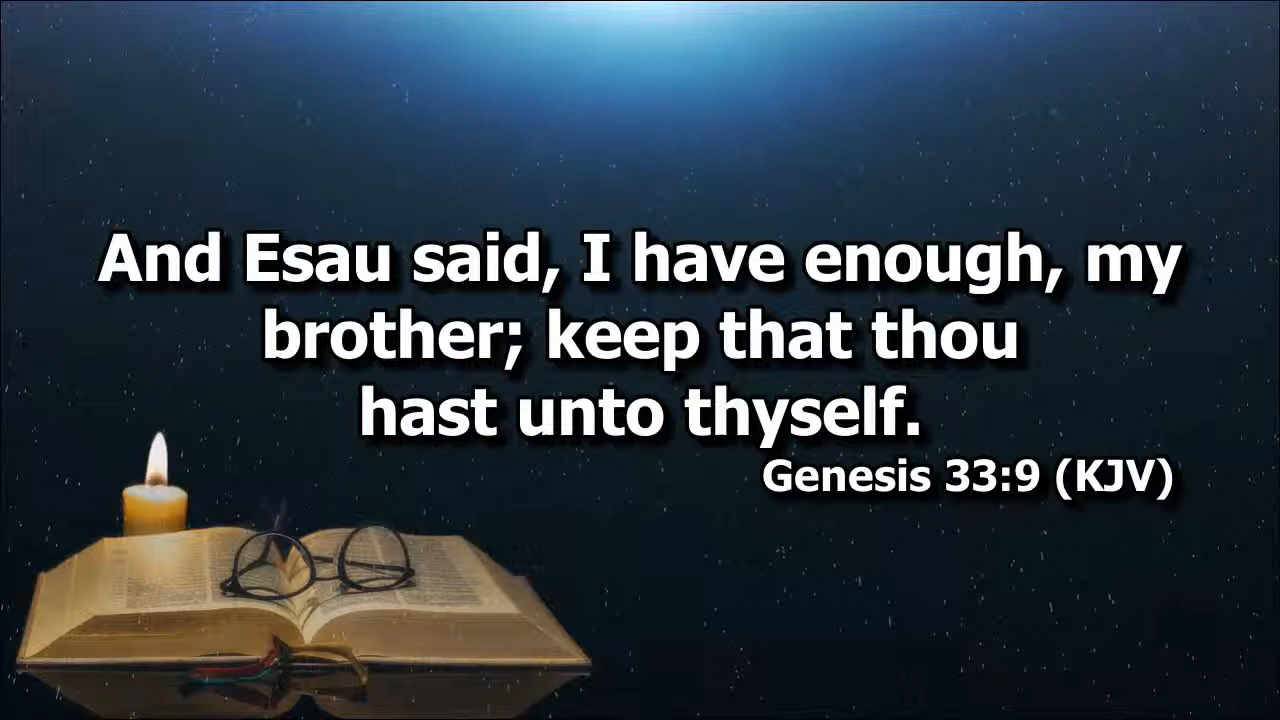 And Esau said, I have enough, my
brother; keep that thou
hast unto thyself.
Genesis 33:9 (KJV)